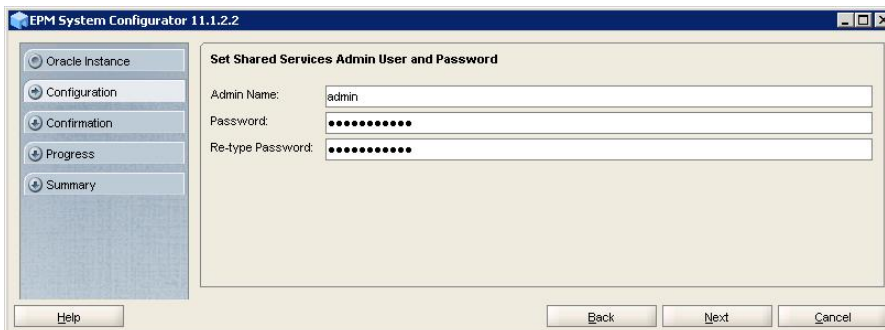 EPM System Configurator 11.1.2.2
Oracle Instance
Configuration
Confirmation
Progress
Summary
Set Shared Services Admin User and Password
Admin Name: admin
Password: ●●●●●●●●●●●
Re-type Password: ●●●●●●●●●●●
Help Back Next Cancel